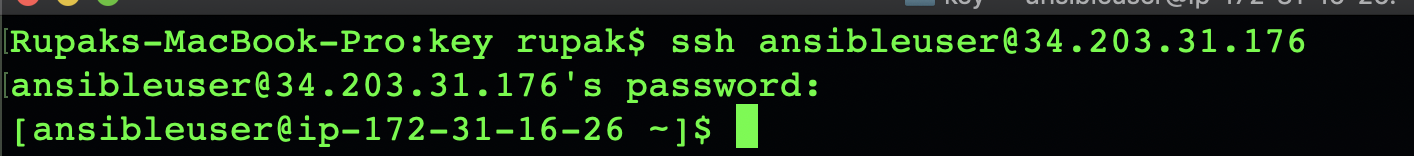 Rupaks-MacBook-Pro:key rupak$ ssh ansibleuser@34.203.31.176
ansibleuser@34.203.31.176's password:
[ansibleuser@ip-172-31-16-26 ~]$